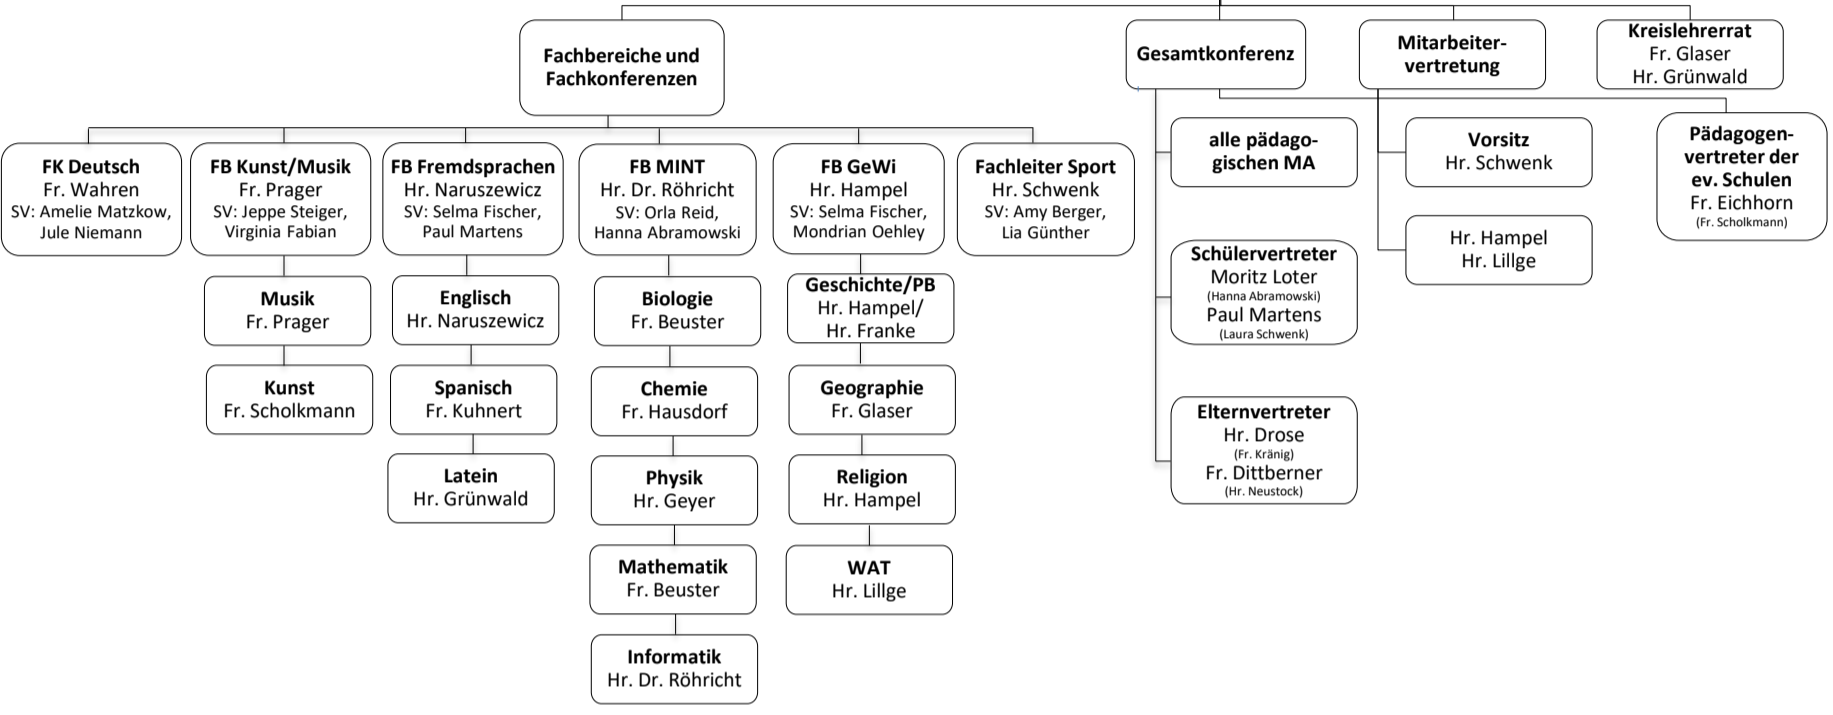 Fachbereiche und
Fachkonferenzen
Gesamtkonferenz
Mitarbeiter-
vertretung
Kreislehrerrat
Fr. Glaser
Hr. Grünwald
FK Deutsch
Fr. Wahren
SV: Amelie Matzkow,
Jule Niemann
FB Kunst/Musik
Fr. Prager
SV: Jeppe Steiger,
Virginia Fabian
FB Fremdsprachen
Hr. Naruszewicz
SV: Selma Fischer,
Paul Martens
FB MINT
Hr. Dr. Röhricht
SV: Orla Reid,
Hanna Abramowski
FB GeWi
Hr. Hampel
SV: Selma Fischer,
Mondrian Oehley
Fachleiter Sport
Hr. Schwenk
SV: Amy Berger,
Lia Günther
Musik
Fr. Prager
Kunst
Fr. Scholkmann
Englisch
Hr. Naruszewicz
Spanisch
Fr. Kuhnert
Latein
Hr. Grünwald
Biologie
Fr. Beuster
Chemie
Fr. Hausdorf
Physik
Hr. Geyer
Mathematik
Fr. Beuster
Informatik
Hr. Dr. Röhricht
Geschichte/PB
Hr. Hampel/
Hr. Franke
Geographie
Fr. Glaser
Religion
Hr. Hampel
WAT
Hr. Lillge
alle pädago-
gischen MA
Schülervertreter
Moritz Loter
(Hanna Abramowski)
Paul Martens
(Laura Schwenk)
Elternvertreter
Hr. Drose
(Fr. Kränig)
Fr. Dittberner
(Hr. Neustock)
Vorsitz
Hr. Schwenk
Hr. Hampel
Hr. Lillge
Pädagogen-
vertreter der
ev. Schulen
Fr. Eichhorn
(Fr. Scholkmann)